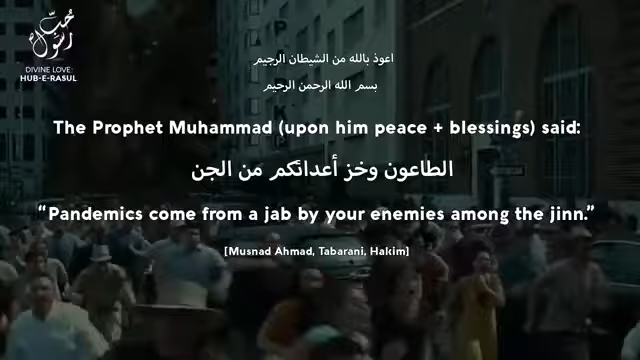 حُبِّ رَسُولْ
DIVINE LOVE:
HUB-E-RASUL
اعوذ بالله من الشيطان الرجيم
بسم الله الرحمن الرحيم
The Prophet Muhammad (upon him peace + blessings) said:
الطاعون وخز أعدائكم من الجن
“Pandemics come from a jab by your enemies among the jinn.”
[Musnad Ahmad, Tabarani, Hakim]